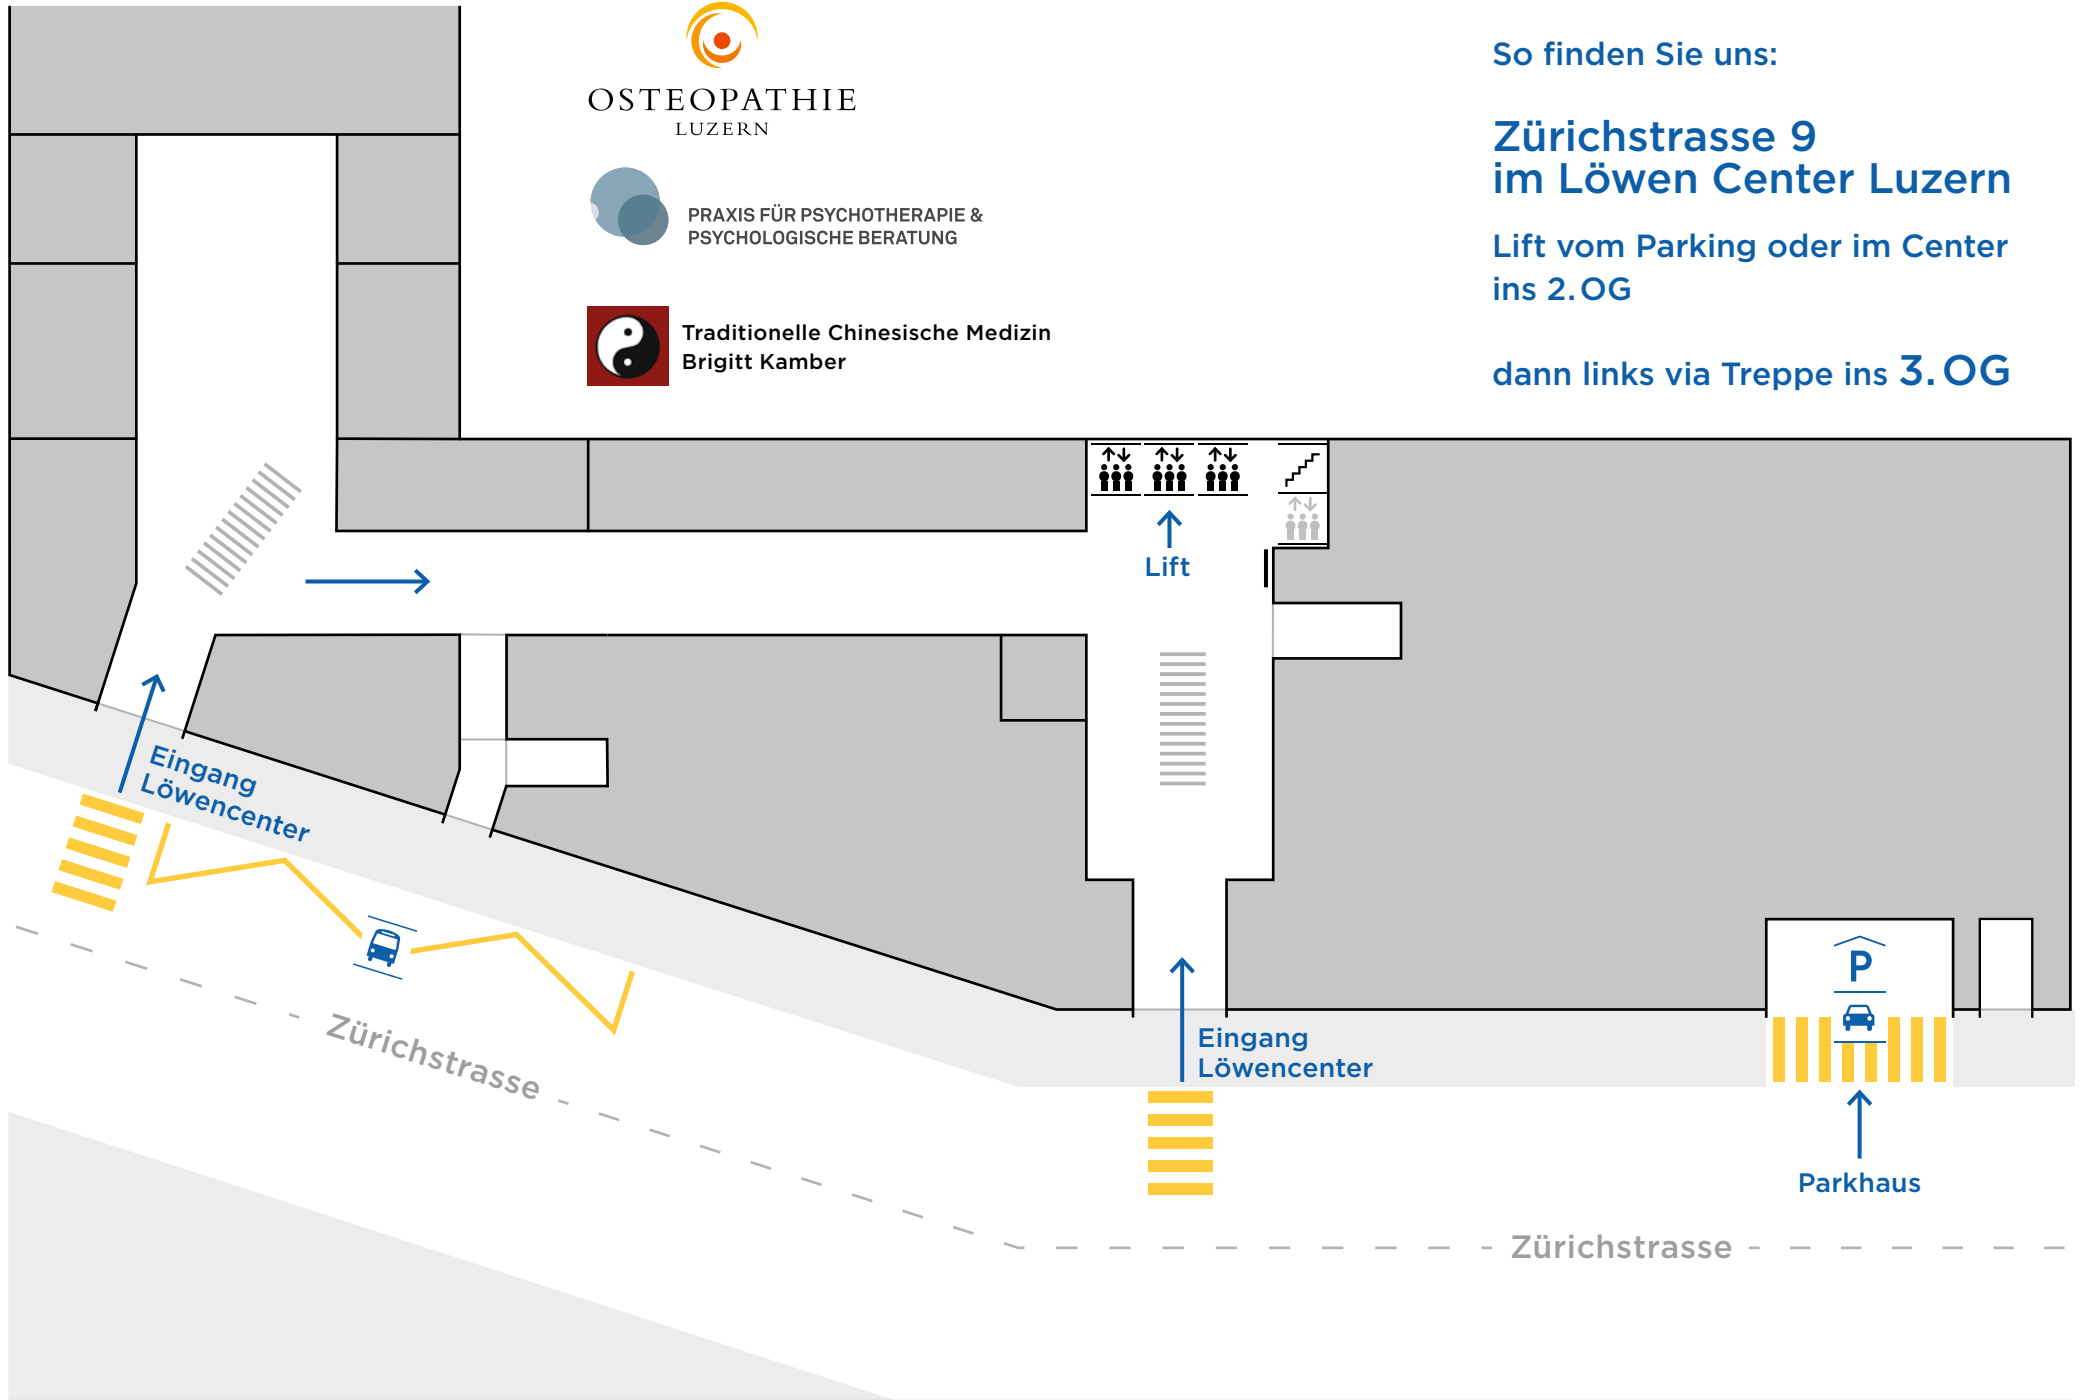 OSTEOPATHIE
LUZERN
PRAXIS FÜR PSYCHOTHERAPIE &
PSYCHOLOGISCHE BERATUNG
Traditionelle Chinesische Medizin
Brigitt Kamber
So finden Sie uns:
Zürichstrasse 9
im Löwen Center Luzern
Lift vom Parking oder im Center
ins 2. OG
dann links via Treppe ins 3. OG
Lift
Eingang
Löwencenter
Zürichstrasse
Eingang
Löwencenter
P
Parkhaus
Zürichstrasse